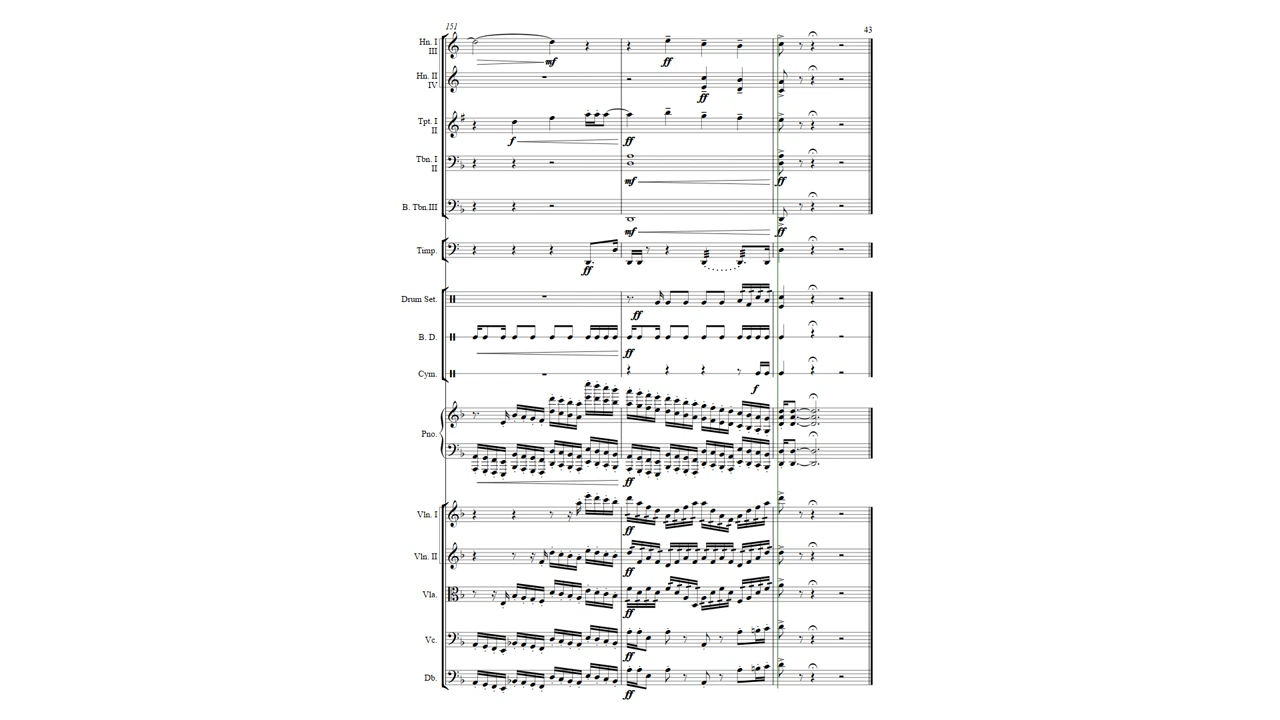 151
43
Hn. I
III
mf
ff
Hn. II
IV
ff
Tpt. I
II
f
ff
Tbn. I
II
mf
ff
B. Tbn.III
mf
ff
Timp.
ff
Drum Set.
ff
B. D.
ff
Cym.
f
Pno.
ff
Vln. I
ff
Vln. II
ff
Vla.
ff
Vc.
ff
Db.
ff